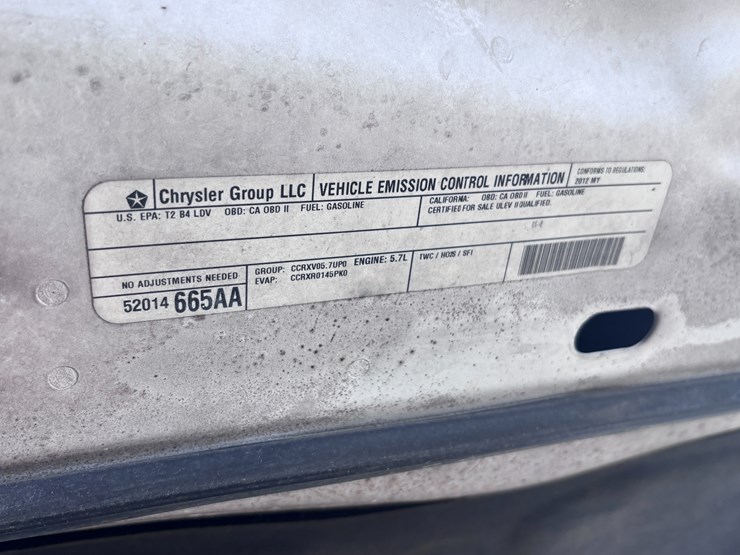 Chrysler Group LLC
VEHICLE EMISSION CONTROL INFORMATION
CONFORMS TO REGULATIONS:
2012 MY
U.S. EPA: T2 B4 LDV OBD: CA OBD II FUEL: GASOLINE
CALIFORNIA: OBD: CA OBD II FUEL: GASOLINE
CERTIFIED FOR SALE ULEV II QUALIFIED.
NO ADJUSTMENTS NEEDED
52014 665AA
GROUP: CCRXV05.7UP0 ENGINE: 5.7L
EVAP: CCRXR0145PK0
TWC / HO2S / SFI